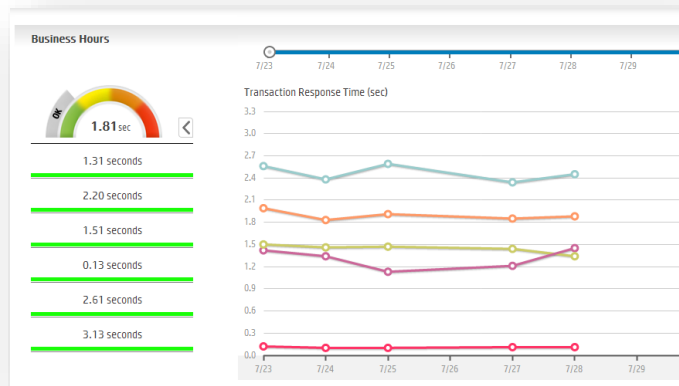 Business Hours
7/23 7/24 7/25 7/26 7/27 7/28 7/29
OK
1.81 sec
1.31 seconds
2.20 seconds
1.51 seconds
0.13 seconds
2.61 seconds
3.13 seconds
Transaction Response Time (sec)
3.3
3.0
2.7
2.4
2.1
1.8
1.5
1.2
0.9
0.6
0.3
0.0
7/23 7/24 7/25 7/26 7/27 7/28 7/29